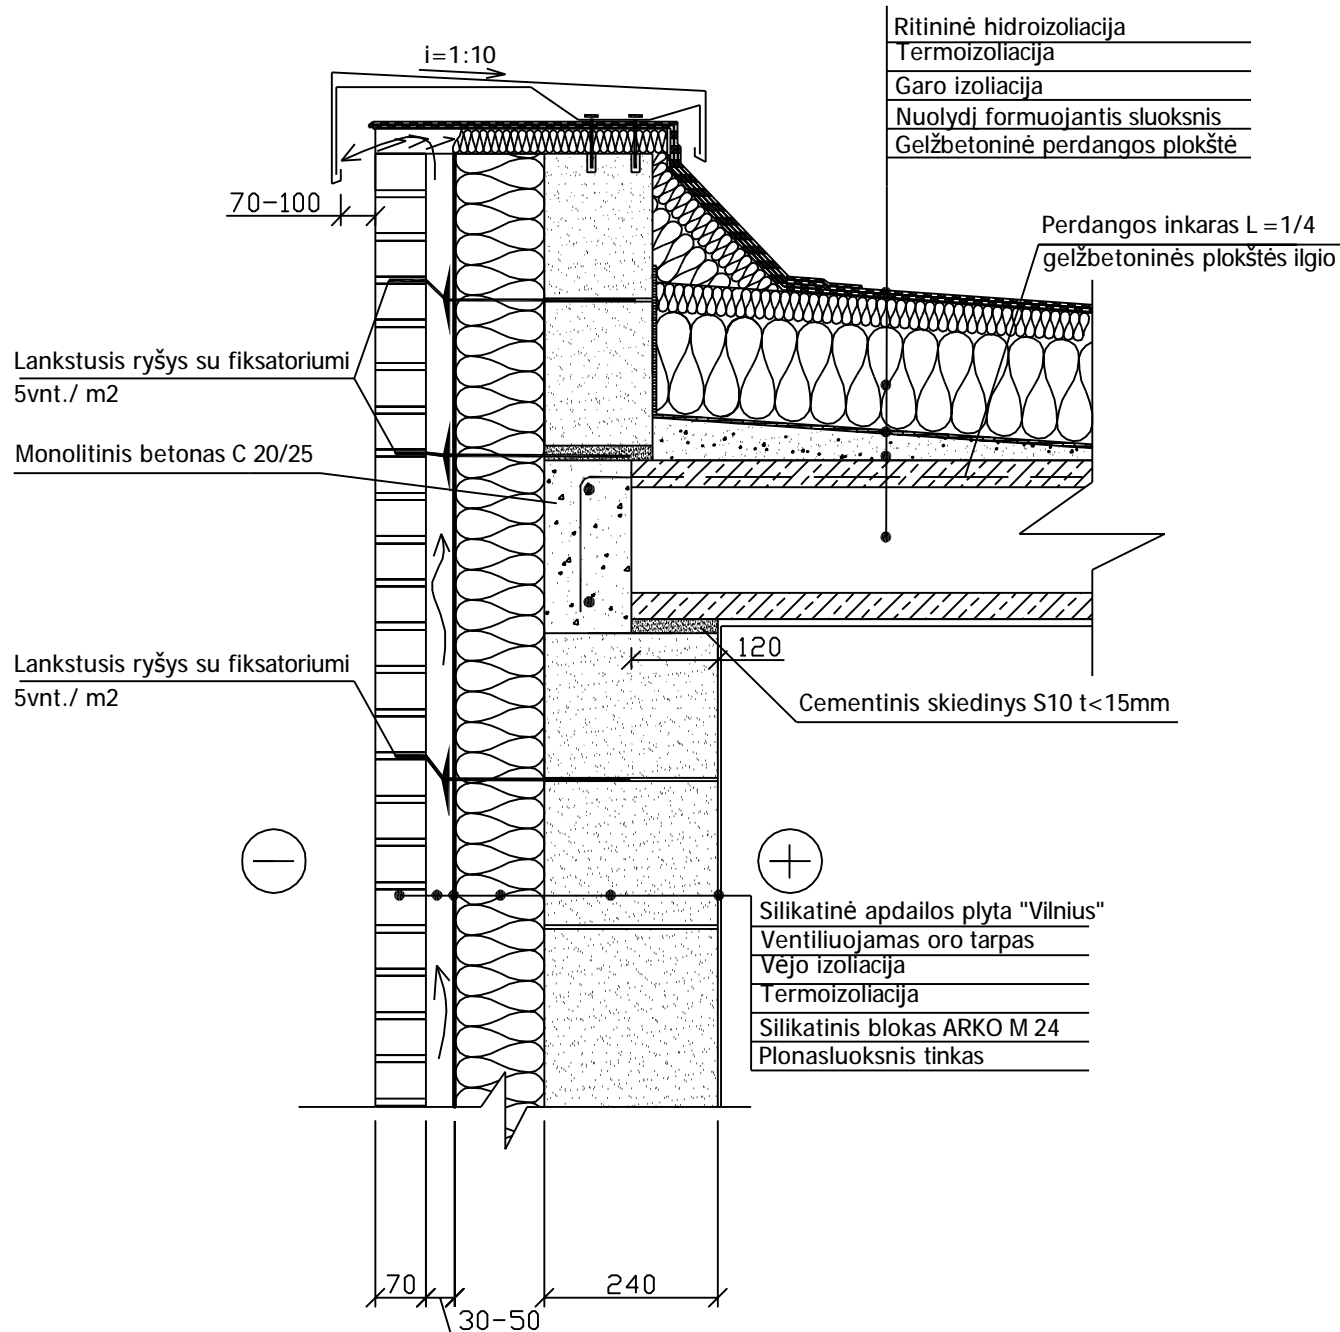 Ritininė hidroizoliacija
Termoizoliacija
Garo izoliacija
Nuolydį formuojantis sluoksnis
Gelžbetoninė perdangos plokštė
i=1:10
70-100
Perdangos inkaras L =1/4
gelžbetoninės plokštės ilgio
Lankstusis ryšys su fiksatoriumi
5vnt./ m2
Monolitinis betonas C 20/25
120
Lankstusis ryšys su fiksatoriumi
5vnt./ m2
Cementinis skiedinys S10 t<15mm
Silikatinė apdailos plyta "Vilnius"
Ventiliuojamas oro tarpas
Vėjo izoliacija
Termoizoliacija
Silikatinis blokas ARKO M 24
Plonasluoksnis tinkas
70
240
30-50